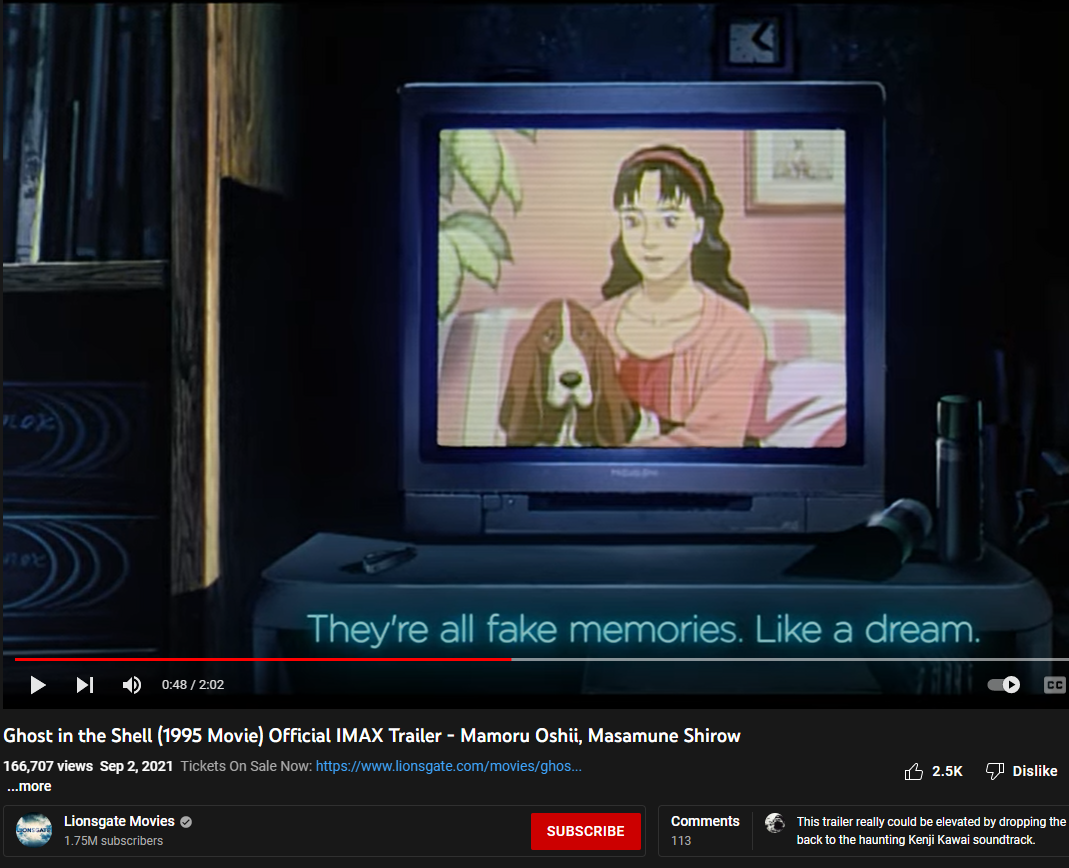 They're all fake memories. Like a dream.
0:48 / 2:02
CC
Ghost in the Shell (1995 Movie) Official IMAX Trailer - Mamoru Oshii, Masamune Shirow
166,707 views Sep 2, 2021 Tickets On Sale Now: https://www.lionsgate.com/movies/ghos...
...more
2.5K
Dislike
LIONSGATE
Lionsgate Movies
1.75M subscribers
SUBSCRIBE
Comments
113
This trailer really could be elevated by dropping the
back to the haunting Kenji Kawai soundtrack.